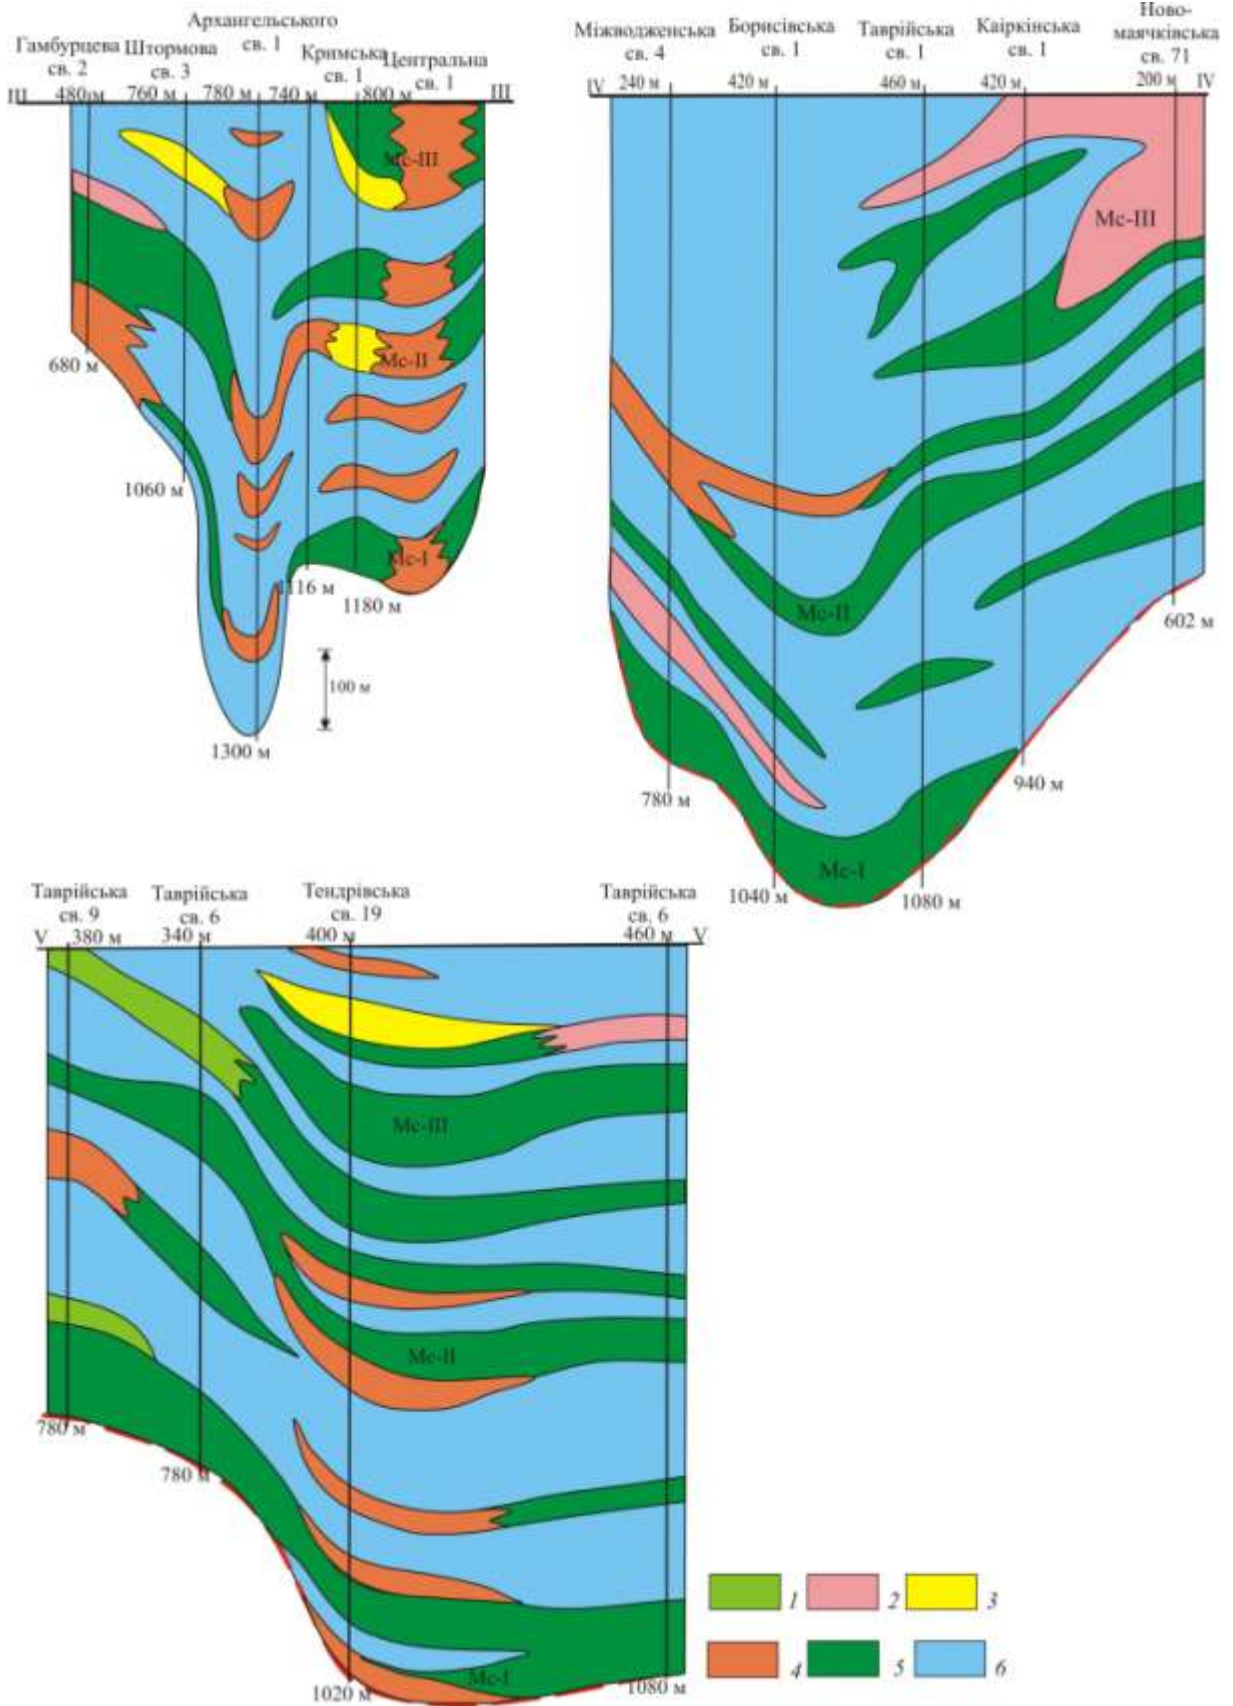 Архангельського
св. 1
Гамбурцева
св. 2
Штормова
св. 3
Кримська
св. 1
Центральна
св. 1
III 480м 760 м 780 м 740 м 800м III
Мс-III
Мс-II
Мс-I
680 м
1060 м
1116 м
1180 м
100 м
1300 м
Міжводженська
св. 4
Борисівська
св. 1
Таврійська
св. 1
Каіркінська
св. 1
Ново-
маячківська
св. 71
IV 240 м 420 м 460 м 420 м 200 м IV
Мс-III
Мс-II
Мс-I
602 м
940 м
780 м
1040 м
1080 м
Таврійська
св. 9
Таврійська
св. 6
Тендрівська
св. 19
Таврійська
св. 6
V 380 м 340 м 400 м 460 м V
Мс-III
Мс-II
Мс-I
780 м
780 м
1020 м
1080 м
1 2 3
4 5 6